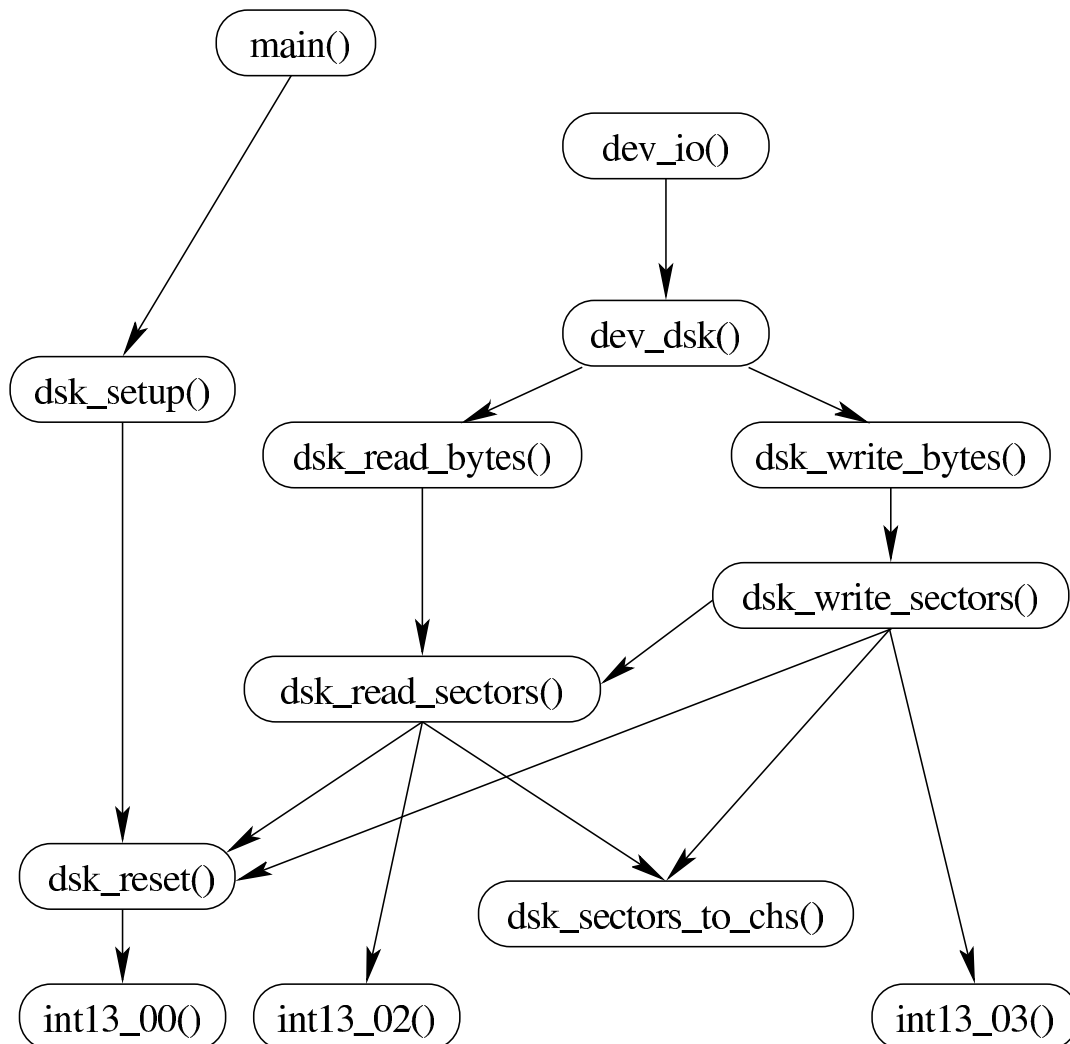 main()
dev_io()
dev_dsk()
dsk_setup()
dsk_read_bytes()
dsk_write_bytes()
dsk_write_sectors()
dsk_read_sectors()
dsk_reset()
dsk_sectors_to_chs()
int13_00()
int13_02()
int13_03()